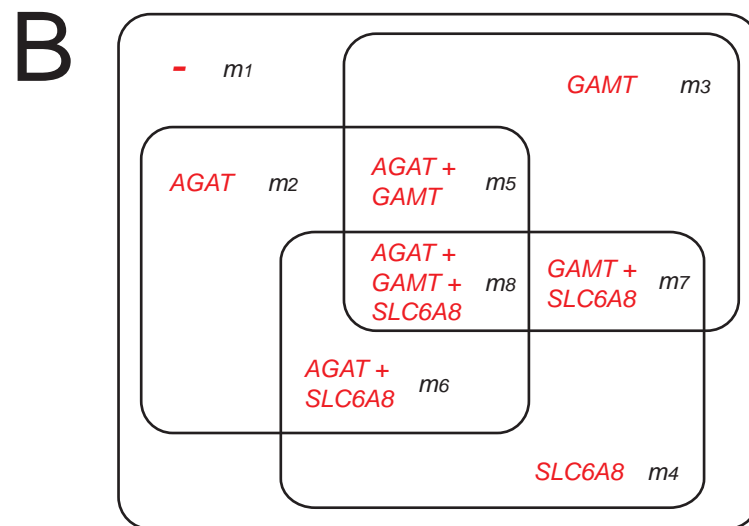 B
- m1
GAMT m3
AGAT m2
AGAT +
GAMT m5
AGAT +
GAMT +
SLC6A8 m8
GAMT +
SLC6A8 m7
AGAT +
SLC6A8 m6
SLC6A8 m4